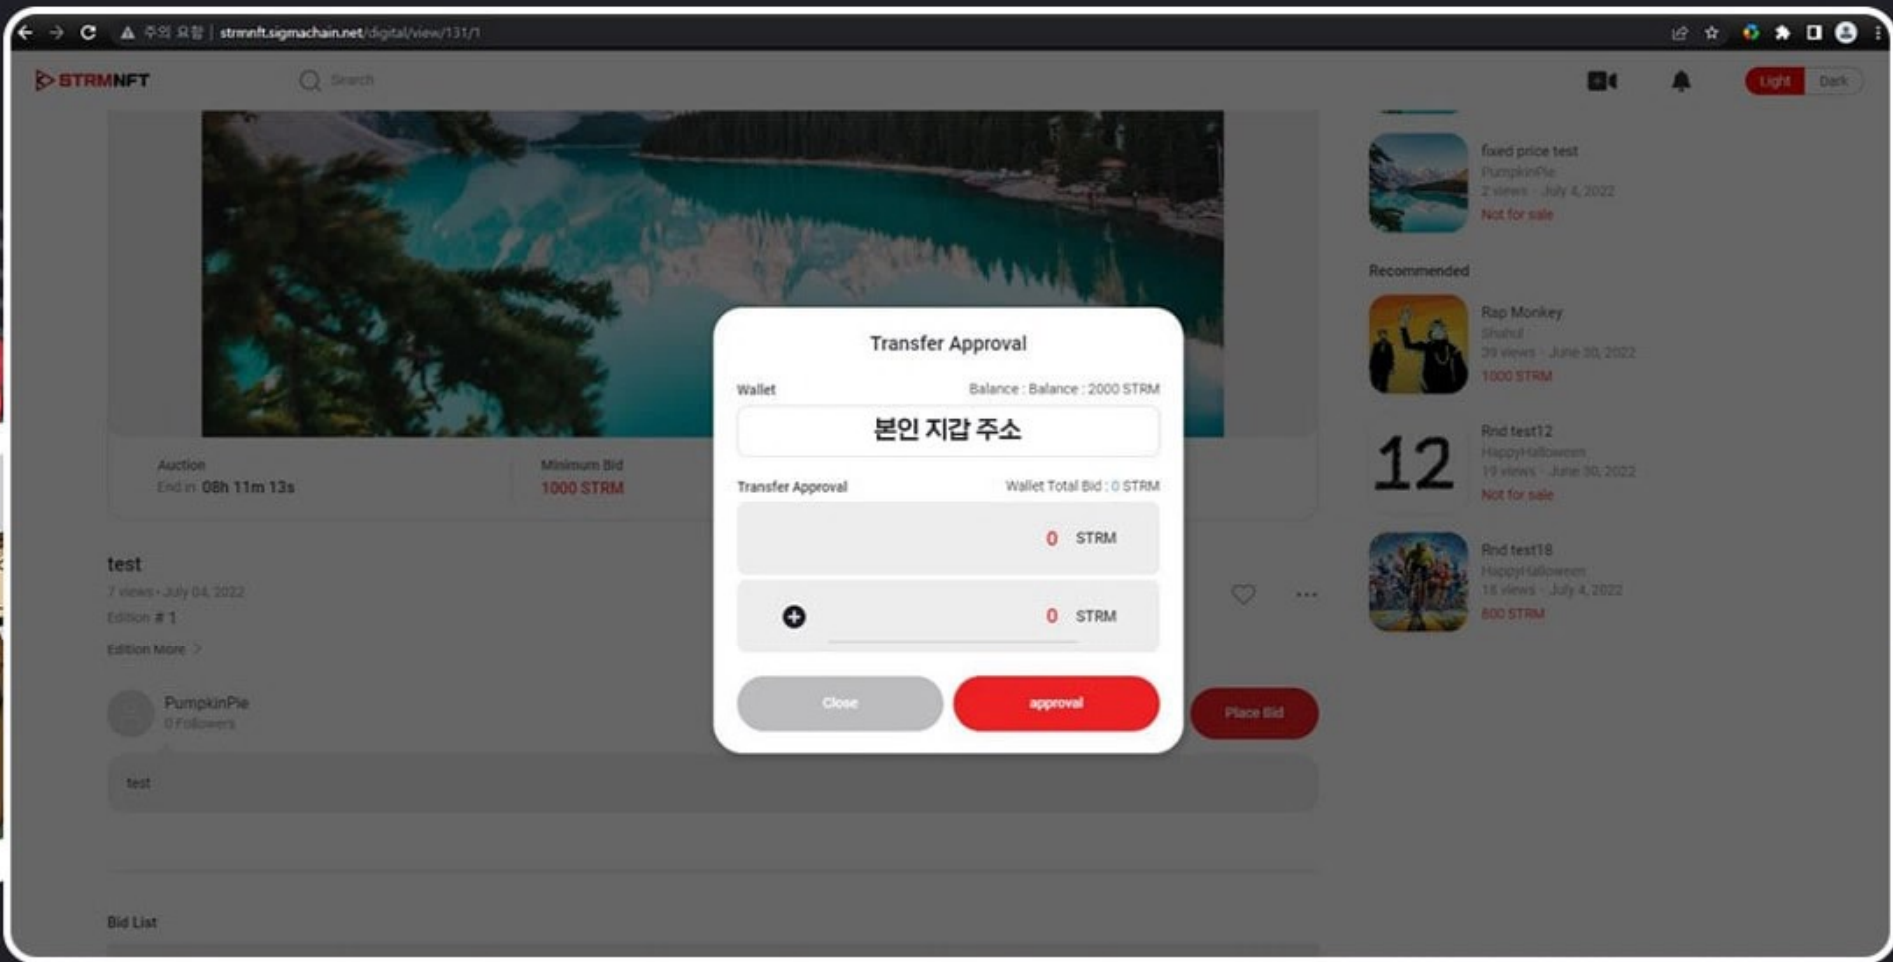 주의 요함 | strmnft.sigmachain.net/digital/view/131/1
STRMNFT
Search
Light
Dark
fixed price test
PumpkinPie
2 views · July 4, 2022
Not for sale
Recommended
Rap Monkey
Shahul
39 views · June 30, 2022
1000 STRM
12
Rnd test12
HappyHalloween
19 views · June 30, 2022
Not for sale
Rnd test18
HappyHalloween
18 views · July 4, 2022
800 STRM
Auction
End in 08h 11m 13s
Minimum Bid
1000 STRM
test
7 views · July 04, 2022
Edition # 1
Edition More >
PumpkinPie
0 Followers
Place Bid
test
Bid List
Transfer Approval
Wallet
Balance : Balance : 2000 STRM
본인 지갑 주소
Transfer Approval
Wallet Total Bid : 0 STRM
0 STRM
0 STRM
Close
approval